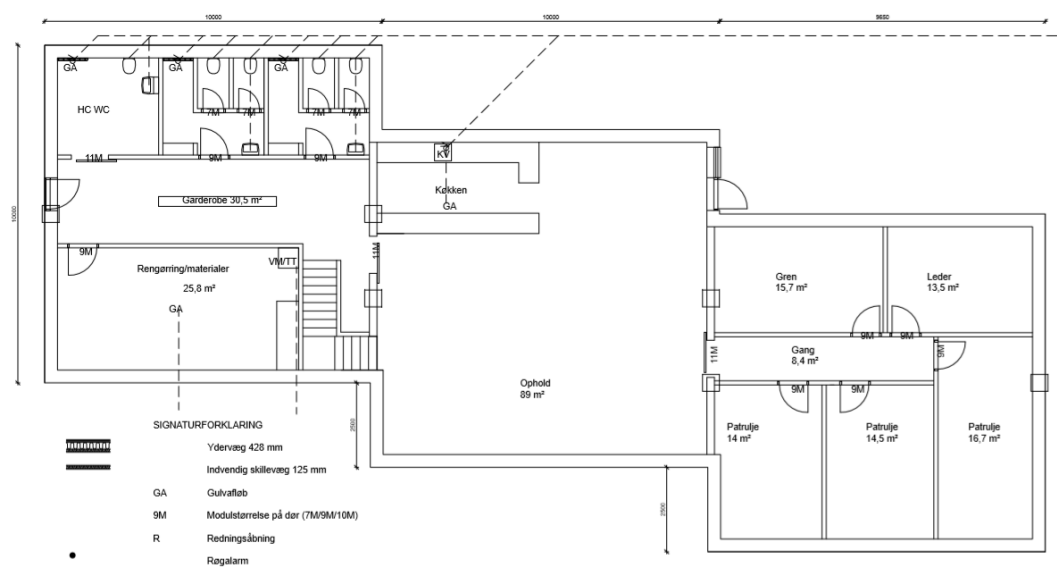 10000
10000
9650
10000
GA
GA
GA
HC WC
7M
7M
7M
7M
11M
9M
9M
KV
Køkken
GA
Garderobe 30,5 m²
9M
VM/TT
11M
Rengørring/materialer
25,8 m²
GA
Gren
15,7 m²
Leder
13,5 m²
9M
9M
11M
Gang
8,4 m²
9M
Ophold
89 m²
9M
9M
Patrulje
14 m²
Patrulje
14,5 m²
Patrulje
16,7 m²
2500
2500
SIGNATURFORKLARING
Ydervæg 428 mm
Indvendig skillevæg 125 mm
GA Gulvafløb
9M Modulstørrelse på dør (7M/9M/10M)
R Redningsåbning
Røgalarm